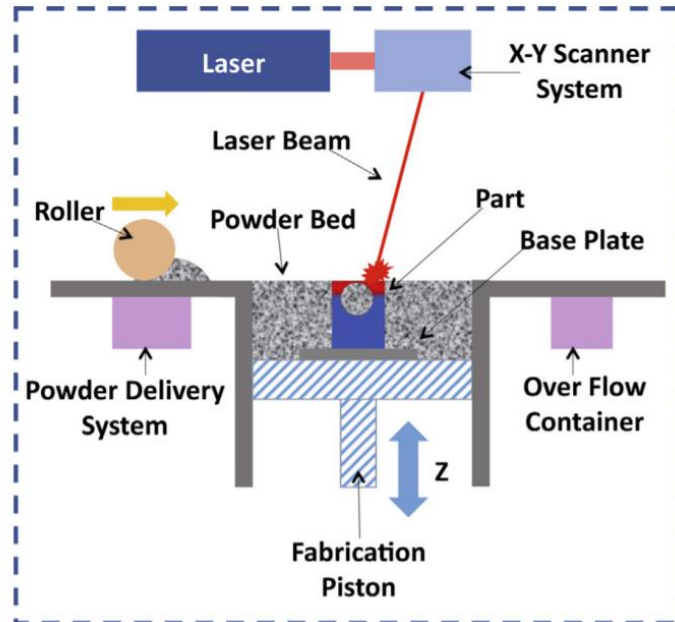 Laser
X-Y Scanner
System
Laser Beam
Roller
Powder Bed
Part
Base Plate
Powder Delivery
System
Over Flow
Container
Z
Fabrication
Piston